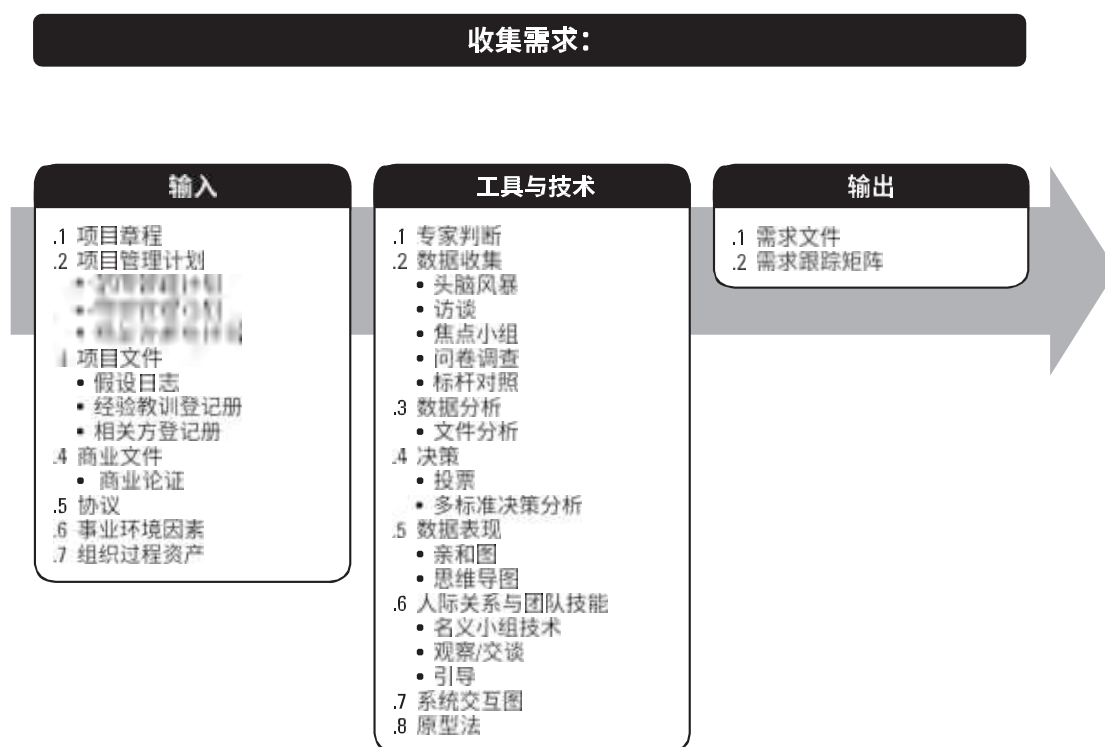 收集需求：
输入
.1 项目章程
.2 项目管理计划
项目文件
• 假设日志
• 经验教训登记册
• 相关方登记册
.4 商业文件
• 商业论证
.5 协议
.6 事业环境因素
.7 组织过程资产
工具与技术
.1 专家判断
.2 数据收集
• 头脑风暴
• 访谈
• 焦点小组
• 问卷调查
• 标杆对照
.3 数据分析
• 文件分析
.4 决策
• 投票
• 多标准决策分析
.5 数据表现
• 亲和图
• 思维导图
.6 人际关系与团队技能
• 名义小组技术
• 观察/交谈
• 引导
.7 系统交互图
.8 原型法
输出
.1 需求文件
.2 需求跟踪矩阵